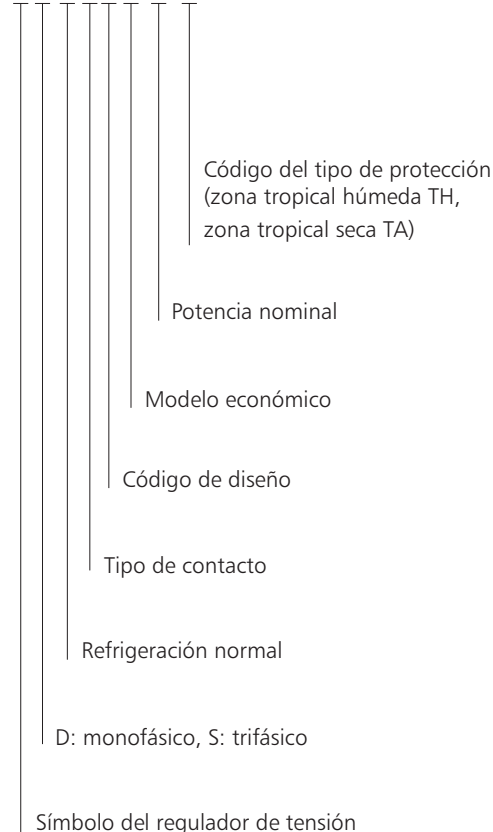 Código del tipo de protección
(zona tropical húmeda TH,
zona tropical seca TA)
Potencia nominal
Modelo económico
Código de diseño
Tipo de contacto
Refrigeración normal
D: monofásico, S: trifásico
Símbolo del regulador de tensión